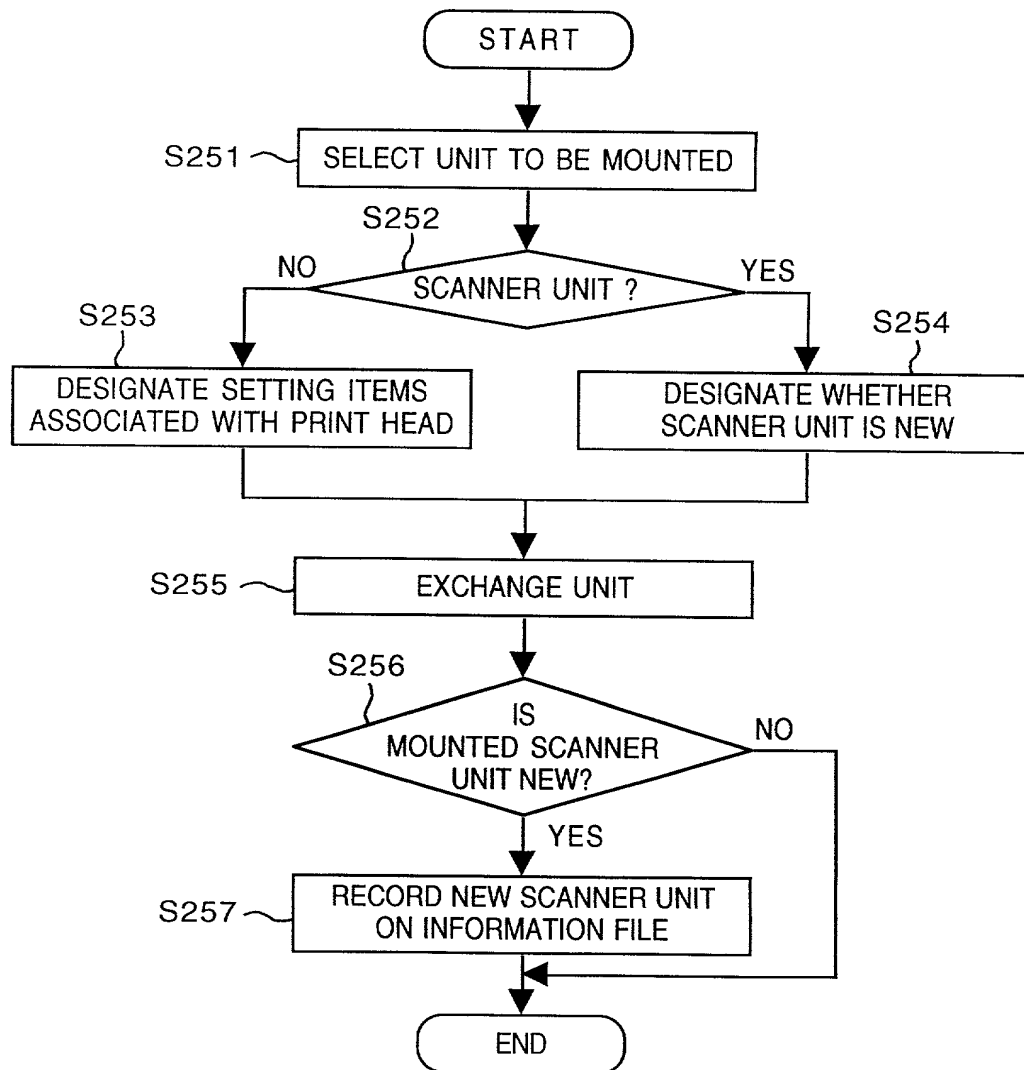 START
S251
SELECT UNIT TO BE MOUNTED
S252
NO
SCANNER UNIT ?
YES
S253
DESIGNATE SETTING ITEMS
ASSOCIATED WITH PRINT HEAD
S254
DESIGNATE WHETHER
SCANNER UNIT IS NEW
S255
EXCHANGE UNIT
S256
IS
MOUNTED SCANNER
UNIT NEW?
NO
YES
S257
RECORD NEW SCANNER UNIT
ON INFORMATION FILE
END